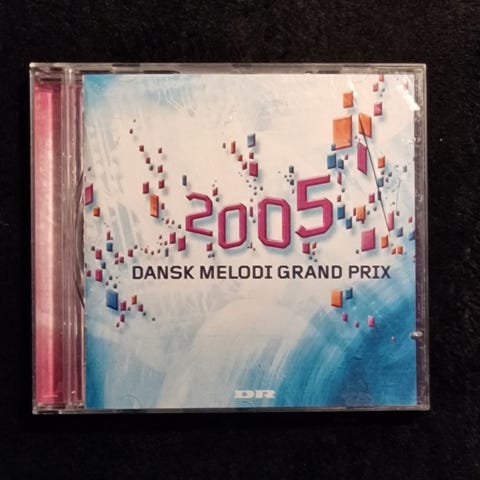 2005
DANSK MELODI GRAND PRIX
DR